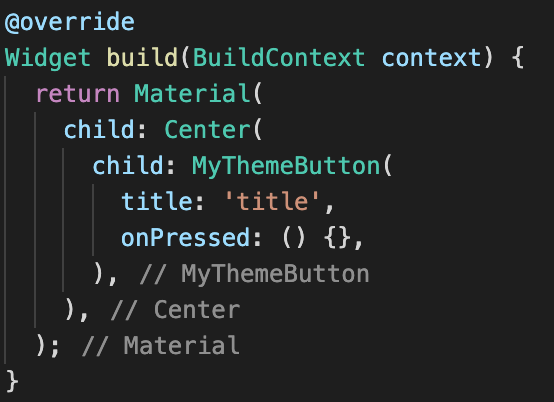 @override
Widget build(BuildContext context) {
  return Material(
    child: Center(
      child: MyThemeButton(
        title: 'title',
        onPressed: () {},
      ), // MyThemeButton
    ), // Center
  ); // Material
}